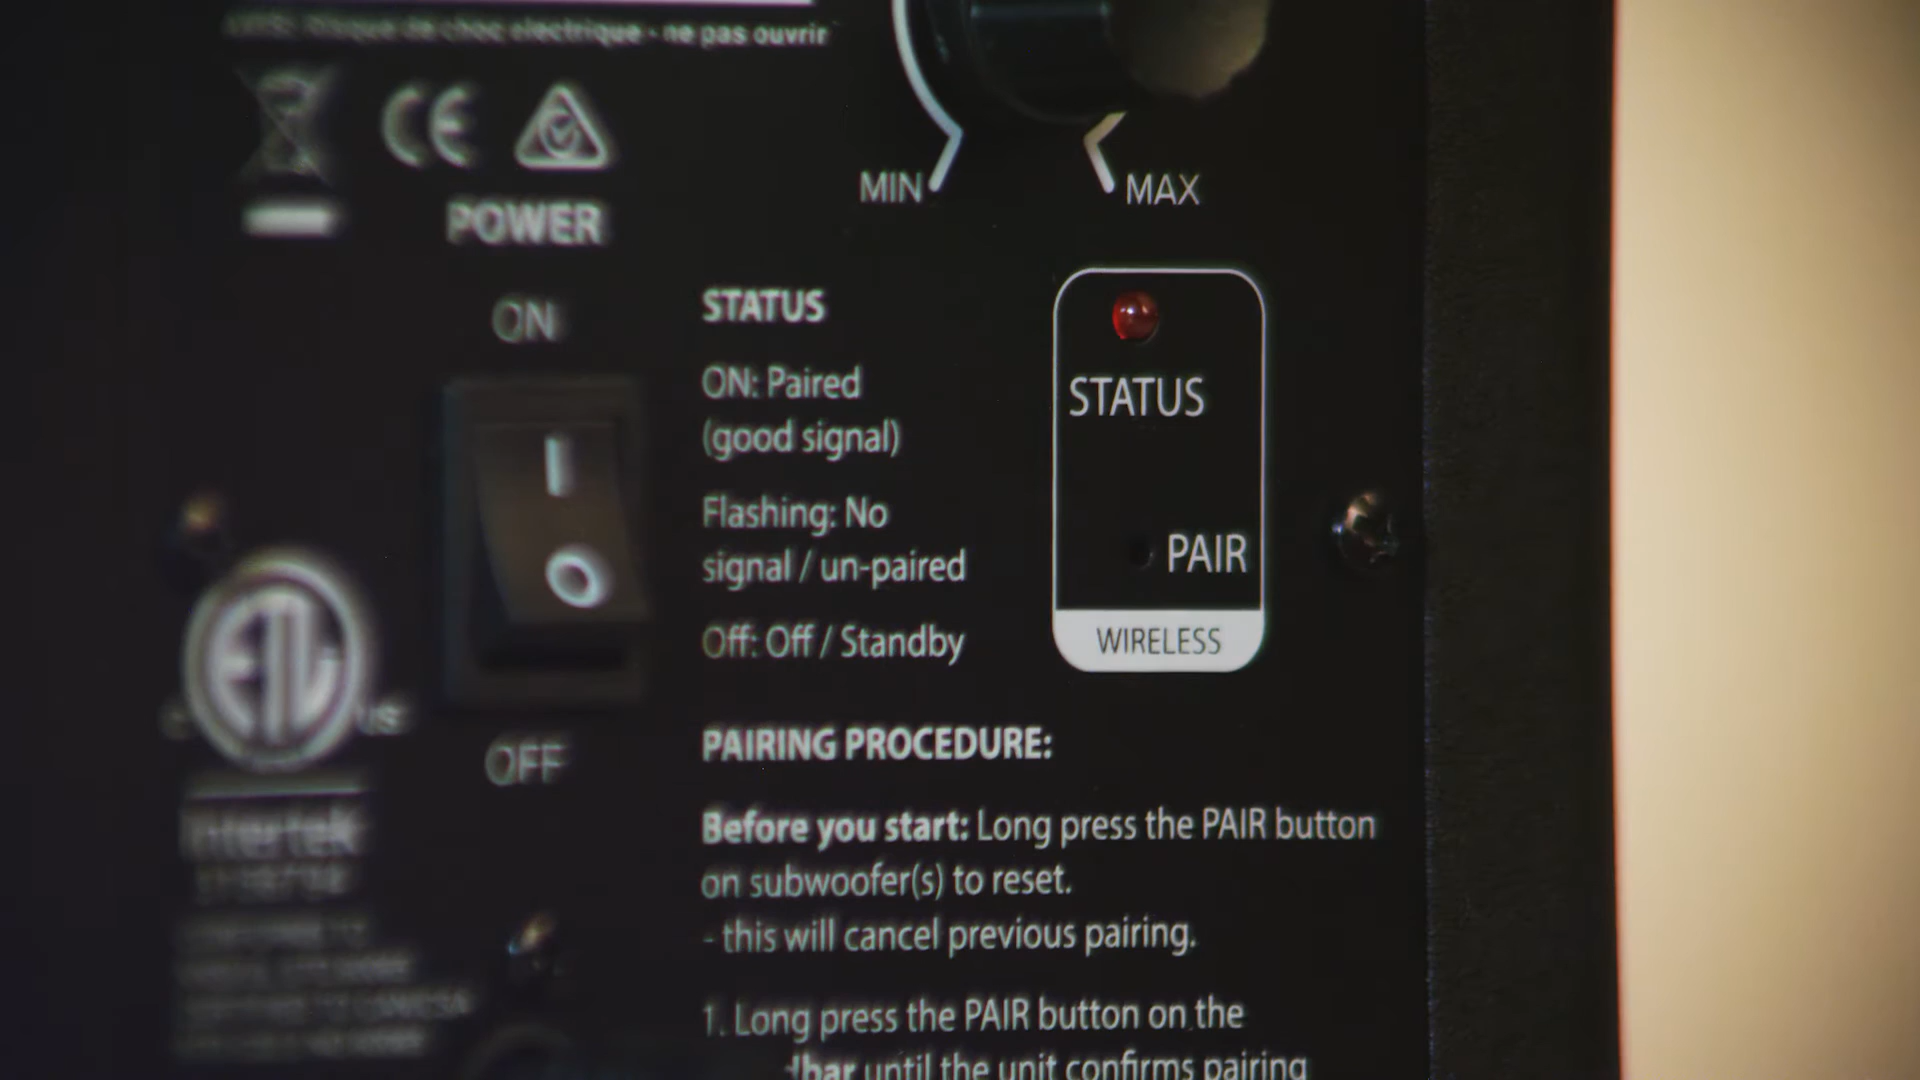 Risque de choc electrique - ne pas ouvrir
CE
MIN
MAX
POWER
ON
I
O
OFF
STATUS
ON: Paired
(good signal)
Flashing: No
signal / un-paired
Off: Off / Standby
STATUS
PAIR
WIRELESS
ETL
US
Intertek
PAIRING PROCEDURE:
Before you start: Long press the PAIR button
on subwoofer(s) to reset.
- this will cancel previous pairing.
1. Long press the PAIR button on the
until the unit confirms pairing